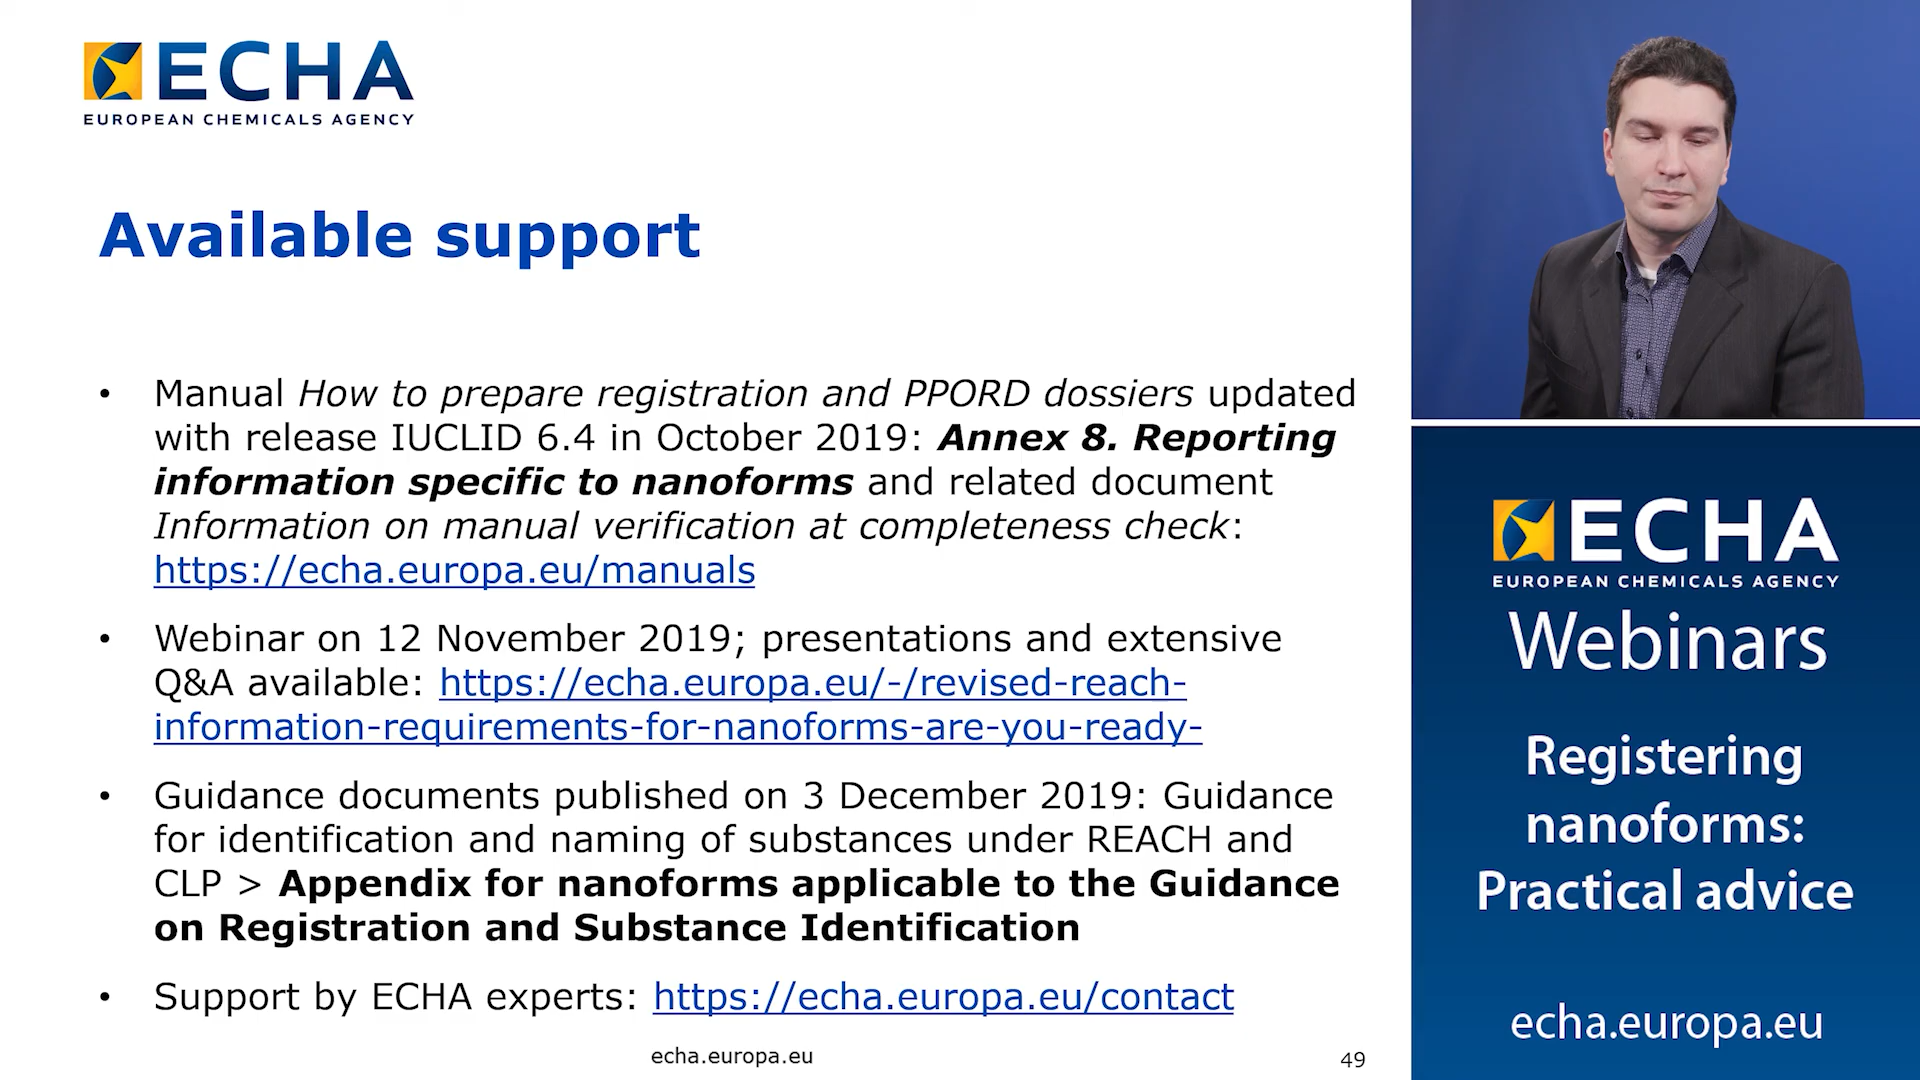 ECHA
EUROPEAN CHEMICALS AGENCY
Available support
• Manual How to prepare registration and PPORD dossiers updated
with release IUCLID 6.4 in October 2019: Annex 8. Reporting
information specific to nanoforms and related document
Information on manual verification at completeness check:
https://echa.europa.eu/manuals
• Webinar on 12 November 2019; presentations and extensive
Q&A available: https://echa.europa.eu/-/revised-reach-
information-requirements-for-nanoforms-are-you-ready-
• Guidance documents published on 3 December 2019: Guidance
for identification and naming of substances under REACH and
CLP > Appendix for nanoforms applicable to the Guidance
on Registration and Substance Identification
• Support by ECHA experts: https://echa.europa.eu/contact
echa.europa.eu
49
ECHA
EUROPEAN CHEMICALS AGENCY
Webinars
Registering
nanoforms:
Practical advice
echa.europa.eu